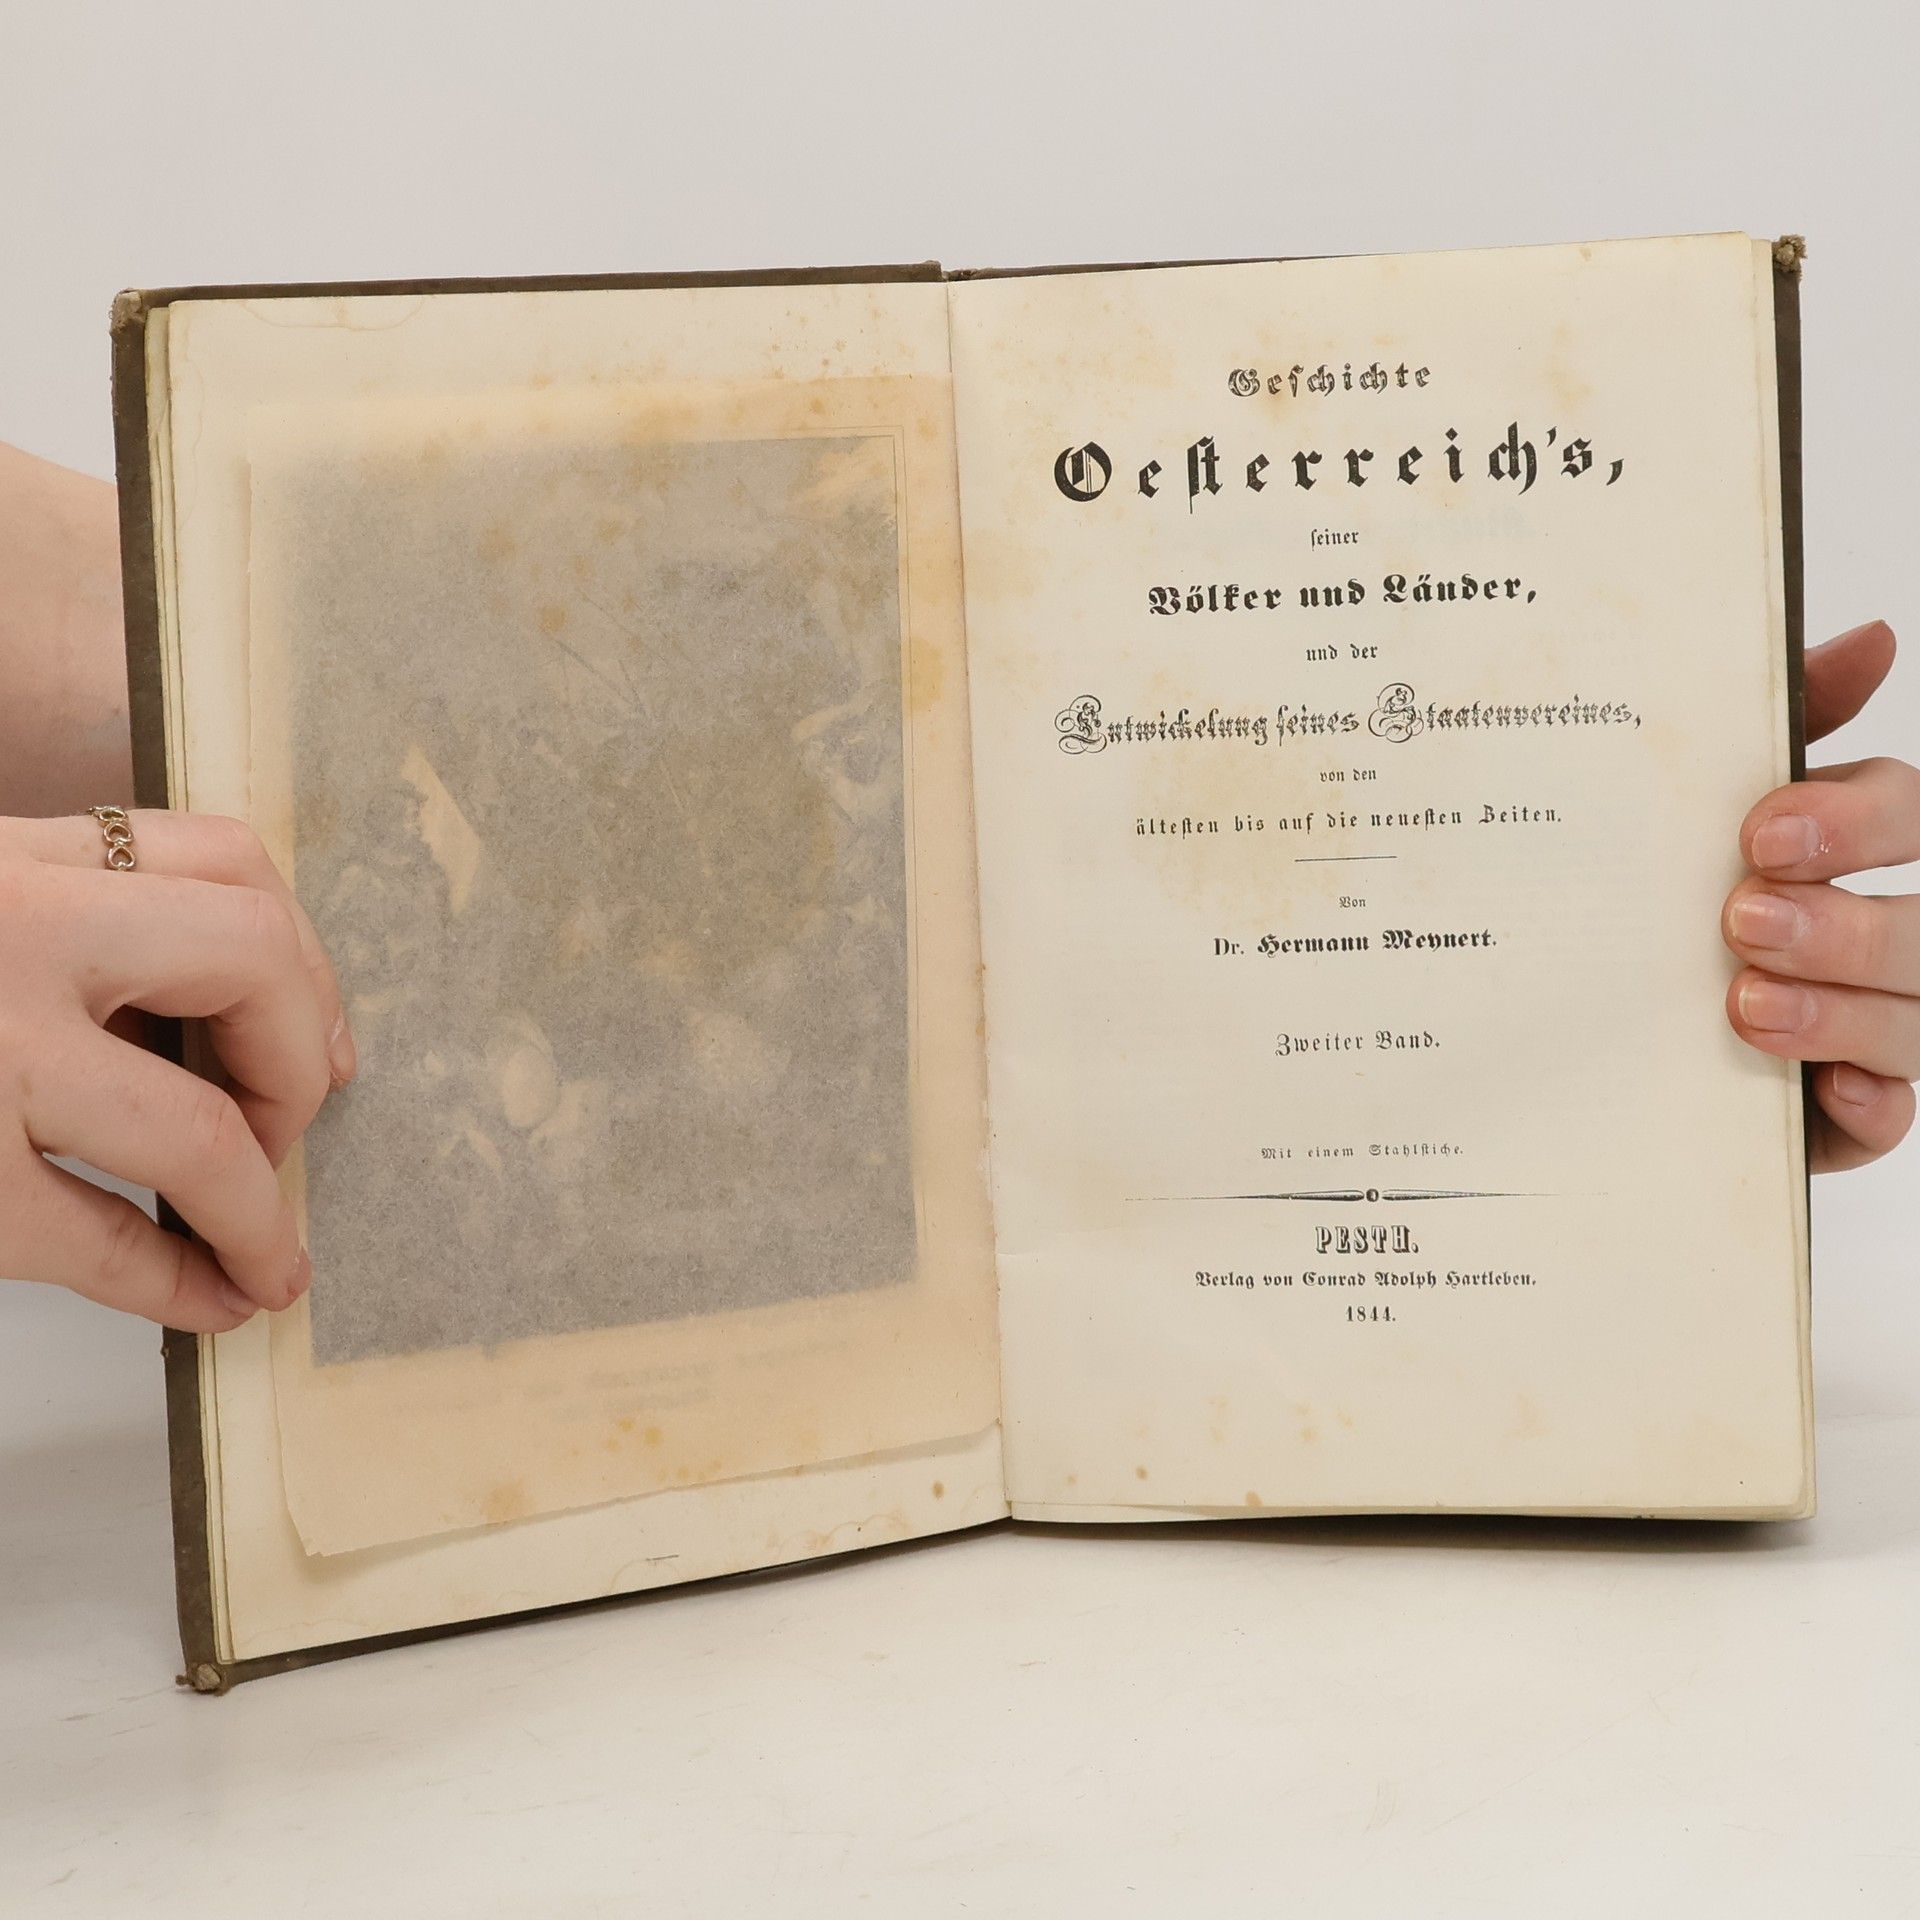 Geſchichte
Oeſterreich's,
ſeiner
Völker und Länder,
und der
Entwickelung ſeines Staatenvereines,
von den
älteſten bis auf die neueſten Zeiten.
Von
Dr. Hermann Meynert.
Zweiter Band.
Mit einem Stahlſtiche.
PESTH.
Verlag von Conrad Adolph Hartleben.
1844.